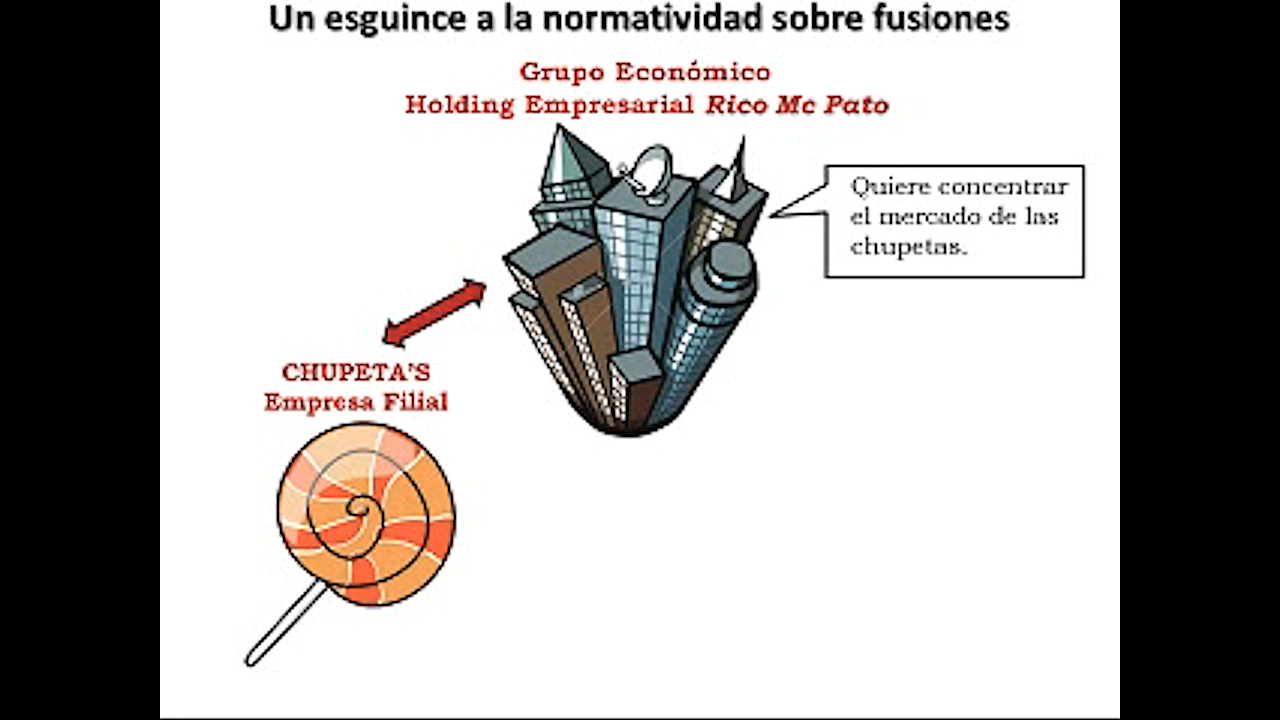 Un esguince a la normatividad sobre fusiones
Grupo Económico
Holding Empresarial Rico Mc Pato
Quiere concentrar
el mercado de las
chupetas.
CHUPETA'S
Empresa Filial